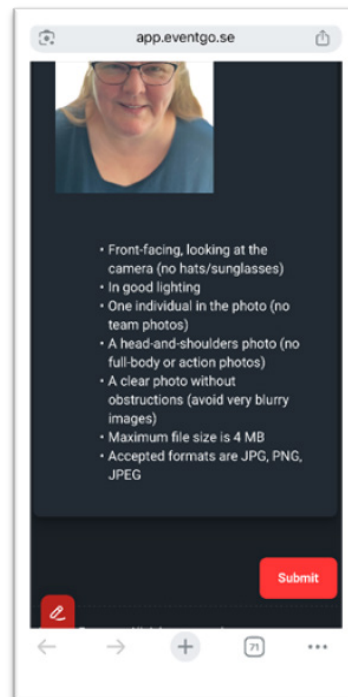 app.eventgo.se
• Front-facing, looking at the
camera (no hats/sunglasses)
• In good lighting
• One individual in the photo (no
team photos)
• A head-and-shoulders photo (no
full-body or action photos)
• A clear photo without
obstructions (avoid very blurry
images)
• Maximum file size is 4 MB
• Accepted formats are JPG, PNG,
JPEG
Submit
71